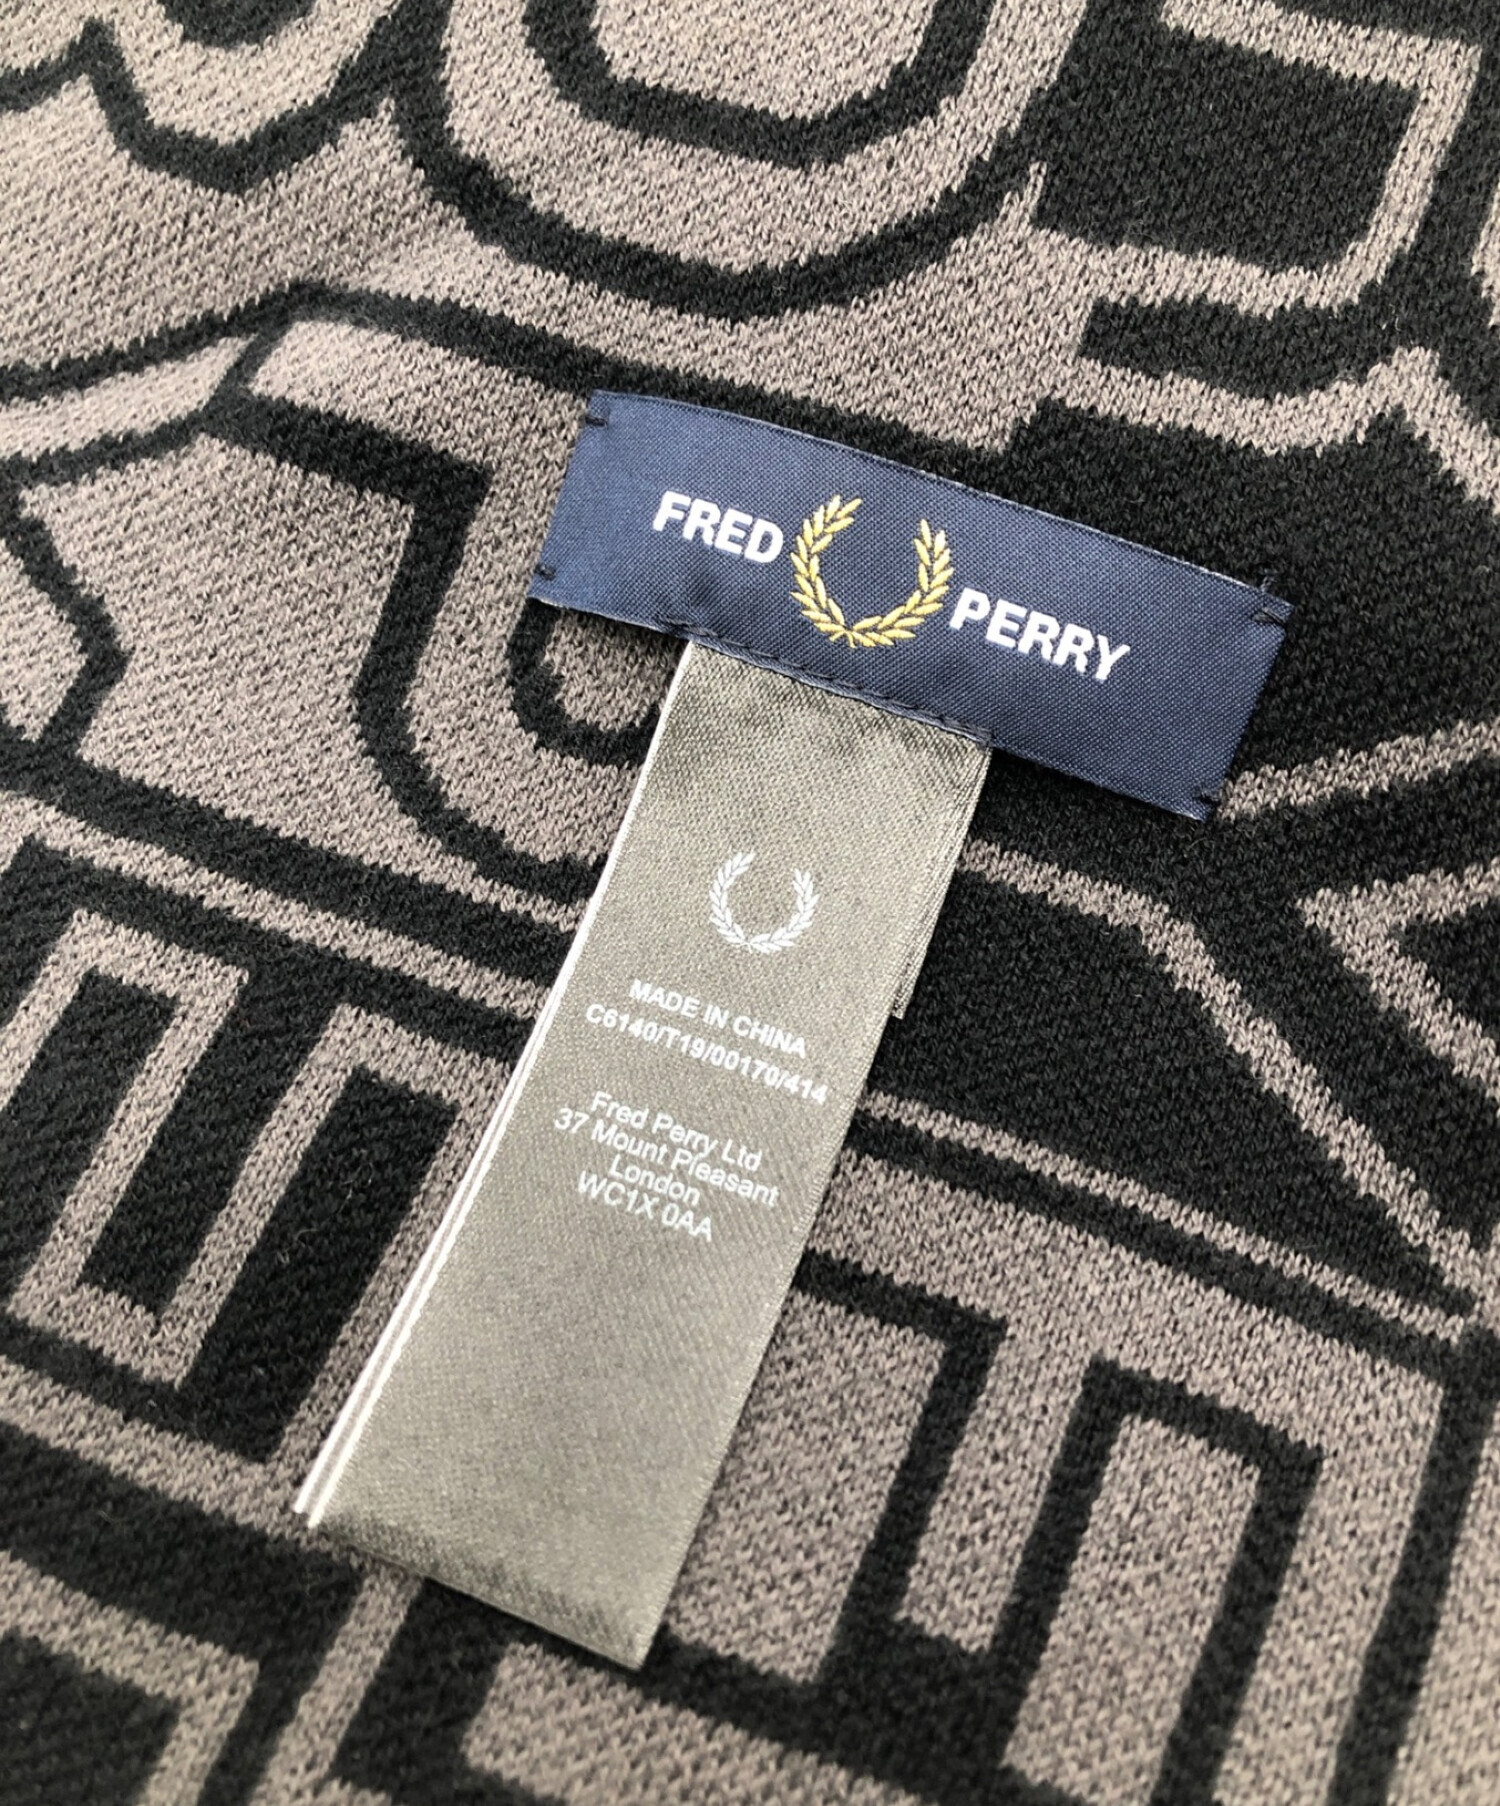 FRED PERRY
MADE IN CHINA
C6140/T19/00170/414
Fred Perry Ltd
37 Mount Pleasant
London
WC1X 0AA